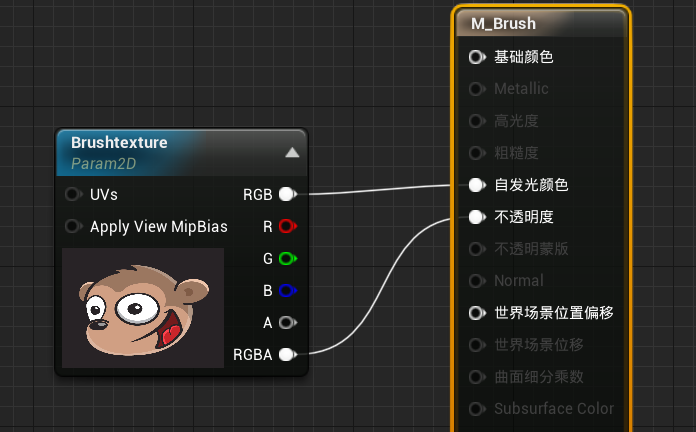 M_Brush
基础颜色
Metallic
高光度
粗糙度
自发光颜色
不透明度
不透明蒙版
Normal
世界场景位置偏移
世界场景位移
曲面细分乘数
Subsurface Color
Brushtexture
Param2D
UVs
RGB
Apply View MipBias
R
G
B
A
RGBA